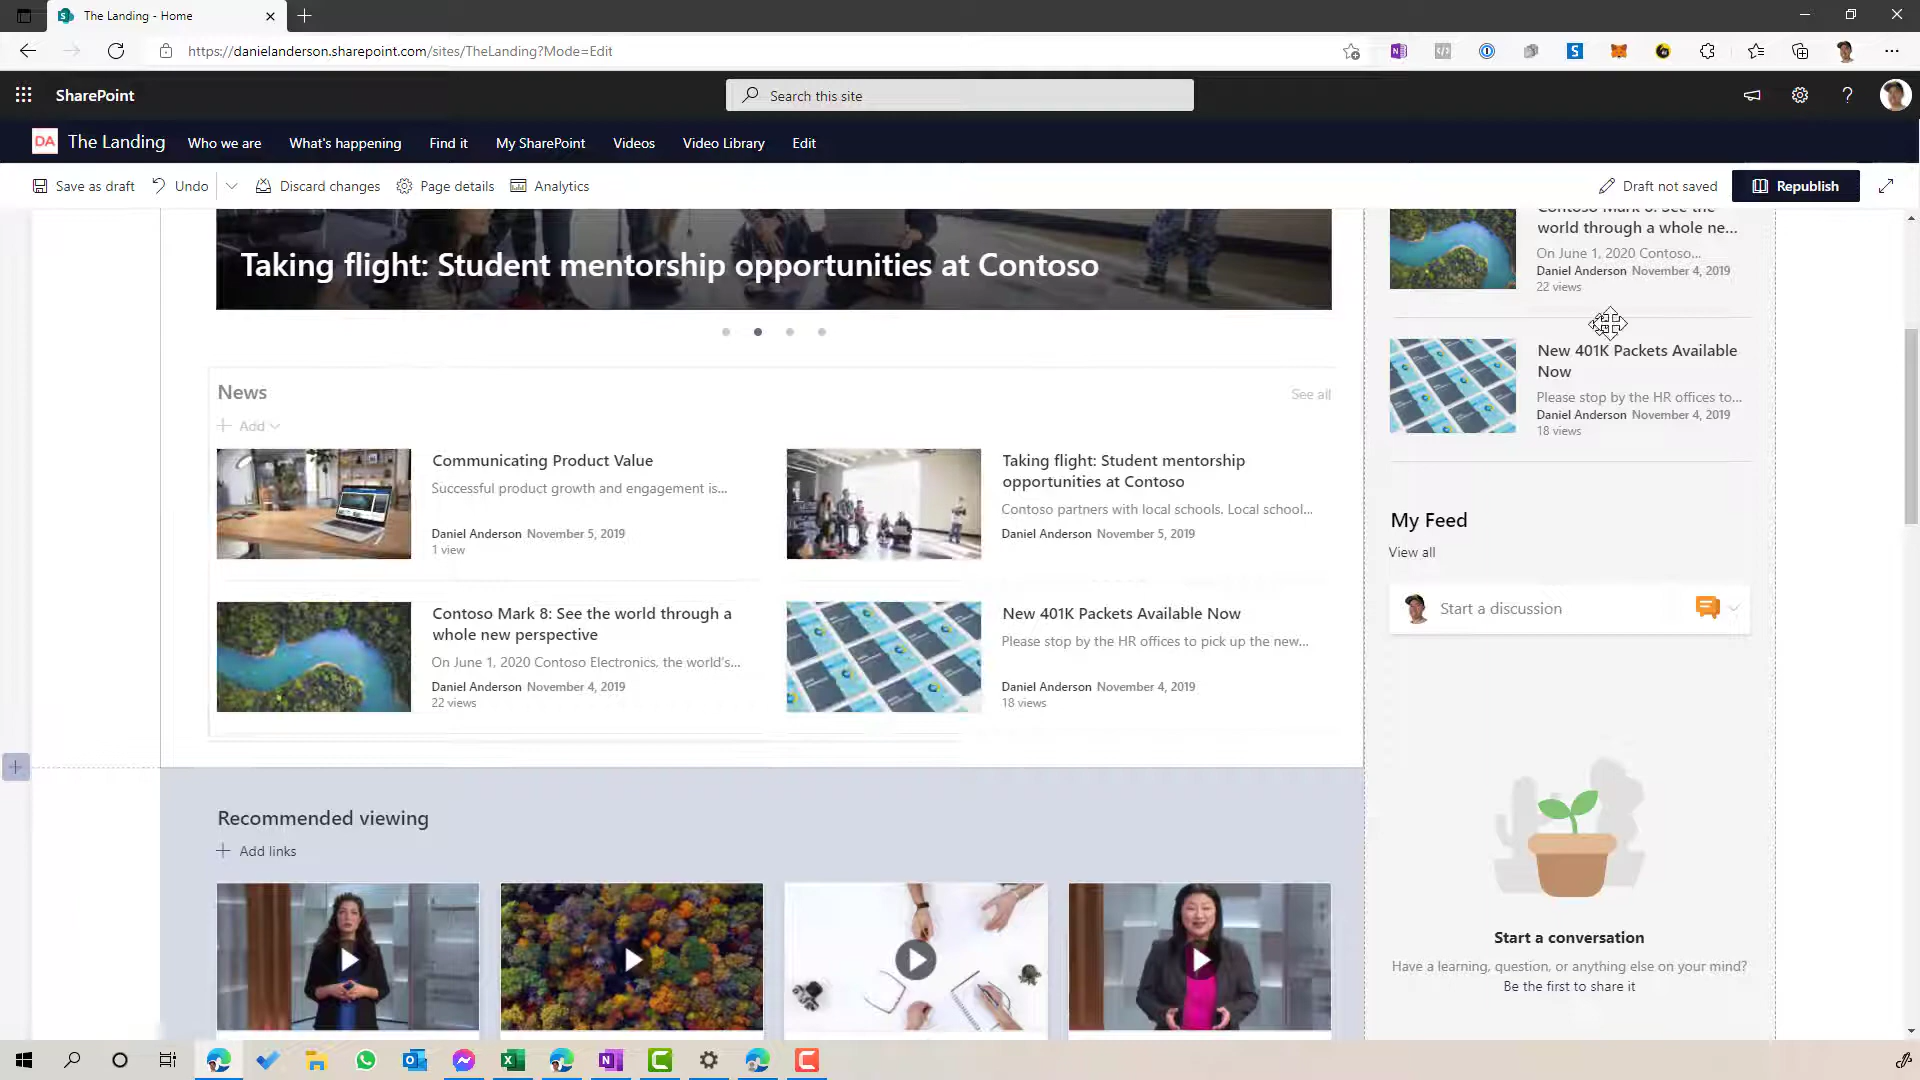 The Landing - Home
https://danielanderson.sharepoint.com/sites/TheLanding?Mode=Edit
SharePoint
Search this site
DA
The Landing
Who we are
What's happening
Find it
My SharePoint
Videos
Video Library
Edit
Save as draft
Undo
Discard changes
Page details
Analytics
Draft not saved
Republish
Taking flight: Student mentorship opportunities at Contoso
News
See all
Add
Communicating Product Value
Successful product growth and engagement is...
Daniel Anderson November 5, 2019
1 view
Taking flight: Student mentorship
opportunities at Contoso
Contoso partners with local schools. Local school...
Daniel Anderson November 5, 2019
Contoso Mark 8: See the world through a
whole new perspective
On June 1, 2020 Contoso Electronics, the world's...
Daniel Anderson November 4, 2019
22 views
New 401K Packets Available Now
Please stop by the HR offices to pick up the new...
Daniel Anderson November 4, 2019
18 views
Recommended viewing
Add links
Contoso Mark 8: See the
world through a whole ne...
On June 1, 2020 Contoso...
Daniel Anderson November 4, 2019
22 views
New 401K Packets Available
Now
Please stop by the HR offices to...
Daniel Anderson November 4, 2019
18 views
My Feed
View all
Start a discussion
Start a conversation
Have a learning, question, or anything else on your mind?
Be the first to share it